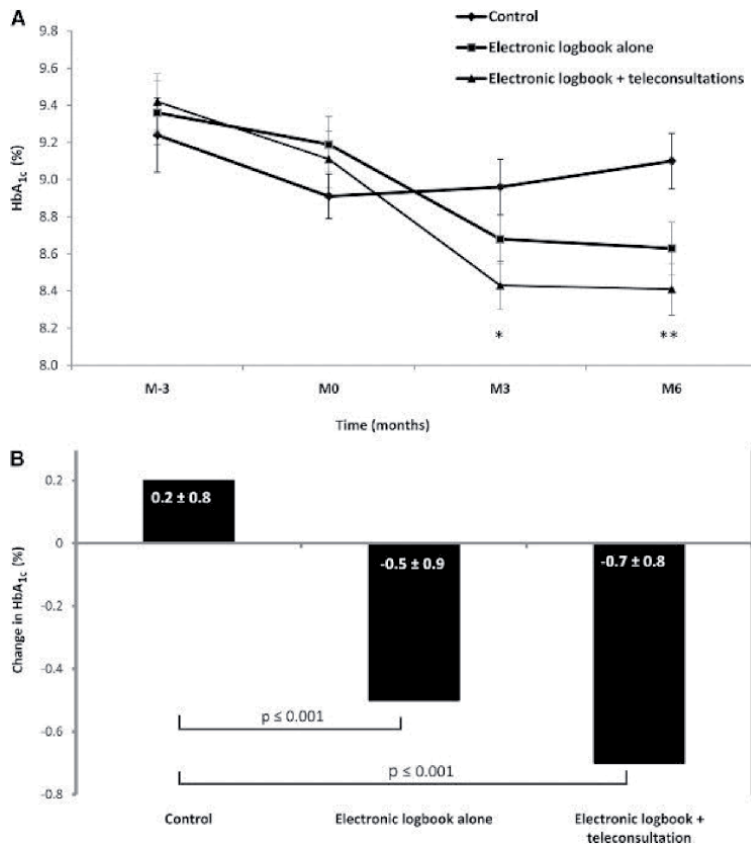 A
Control
Electronic logbook alone
Electronic logbook + teleconsultations
9.8
9.6
9.4
9.2
9.0
8.8
8.6
8.4
8.2
8.0
HbA1c (%)
*
**
M-3
M0
M3
M6
Time (months)
B
0.2
0
-0.2
-0.4
-0.6
-0.8
Change in HbA1c (%)
0.2 ± 0.8
-0.5 ± 0.9
-0.7 ± 0.8
p ≤ 0.001
p ≤ 0.001
Control
Electronic logbook alone
Electronic logbook +
teleconsultation